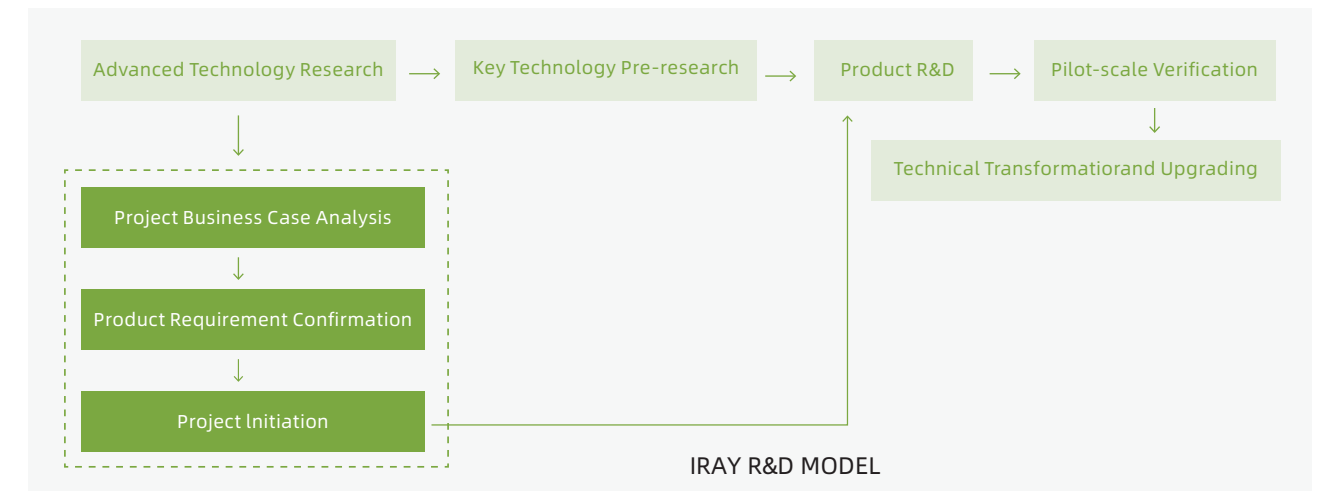 Advanced Technology Research
Key Technology Pre-research
Product R&D
Pilot-scale Verification
Technical Transformatiorand Upgrading
Project Business Case Analysis
Product Requirement Confirmation
Project lnitiation
IRAY R&D MODEL